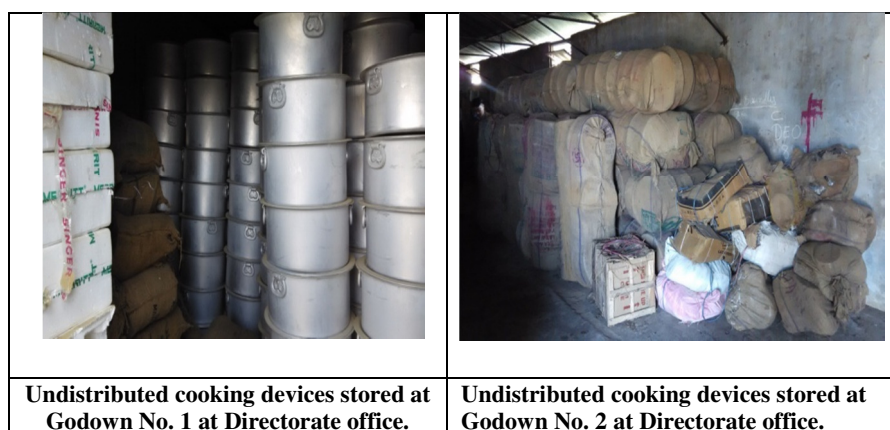 SINGER
SINGER
DEO
Undistributed cooking devices stored at
Godown No. 1 at Directorate office.
Undistributed cooking devices stored at
Godown No. 2 at Directorate office.